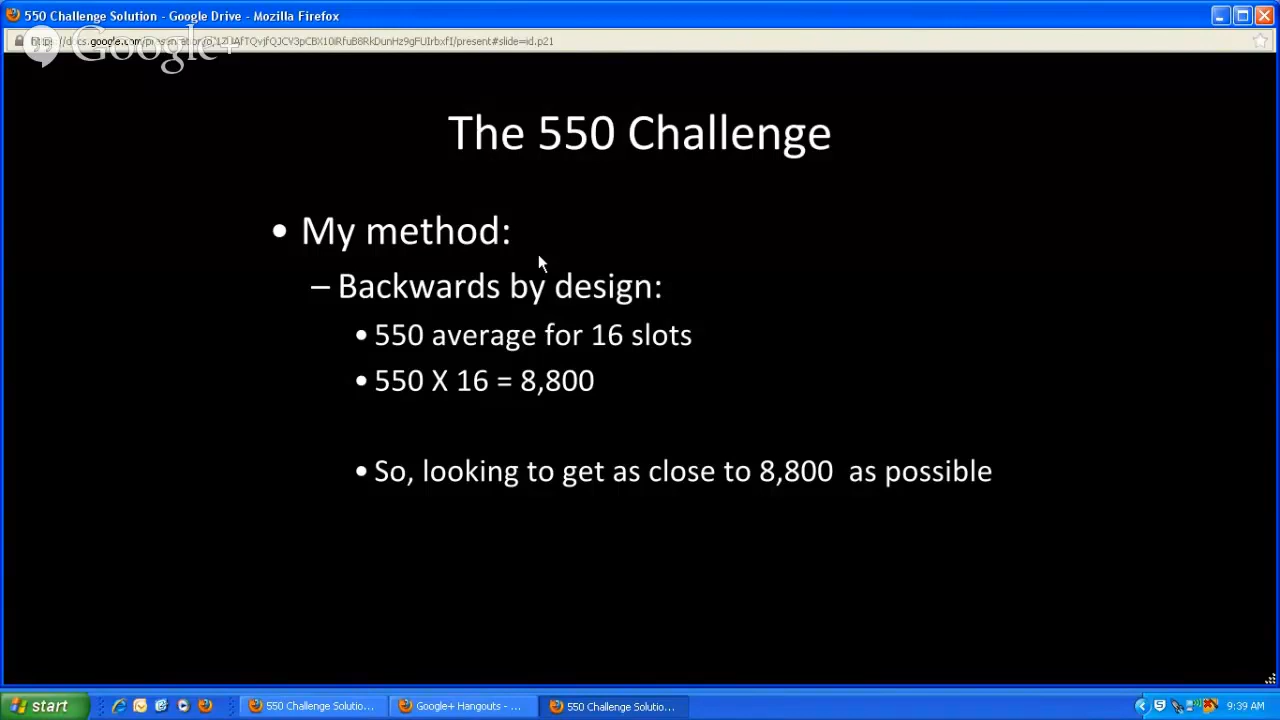 550 Challenge Solution - Google Drive - Mozilla Firefox
Google+
The 550 Challenge
• My method:
– Backwards by design:
• 550 average for 16 slots
• 550 X 16 = 8,800
• So, looking to get as close to 8,800 as possible
start
550 Challenge Solutio...
Google+ Hangouts - ...
550 Challenge Solutio...
9:39 AM